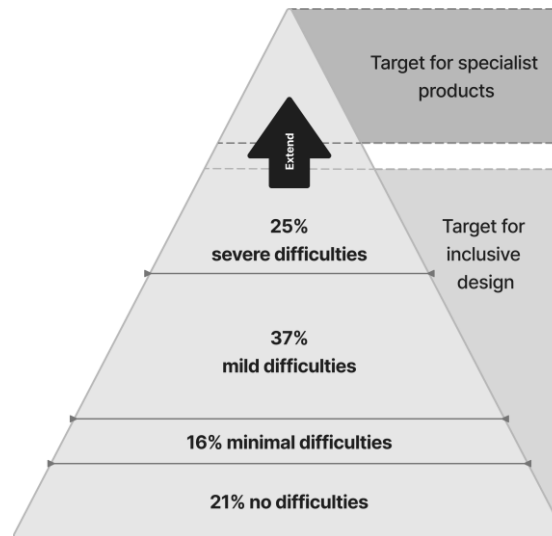 Target for specialist
products
Extend
25%
severe difficulties
Target for
inclusive
design
37%
mild difficulties
16% minimal difficulties
21% no difficulties